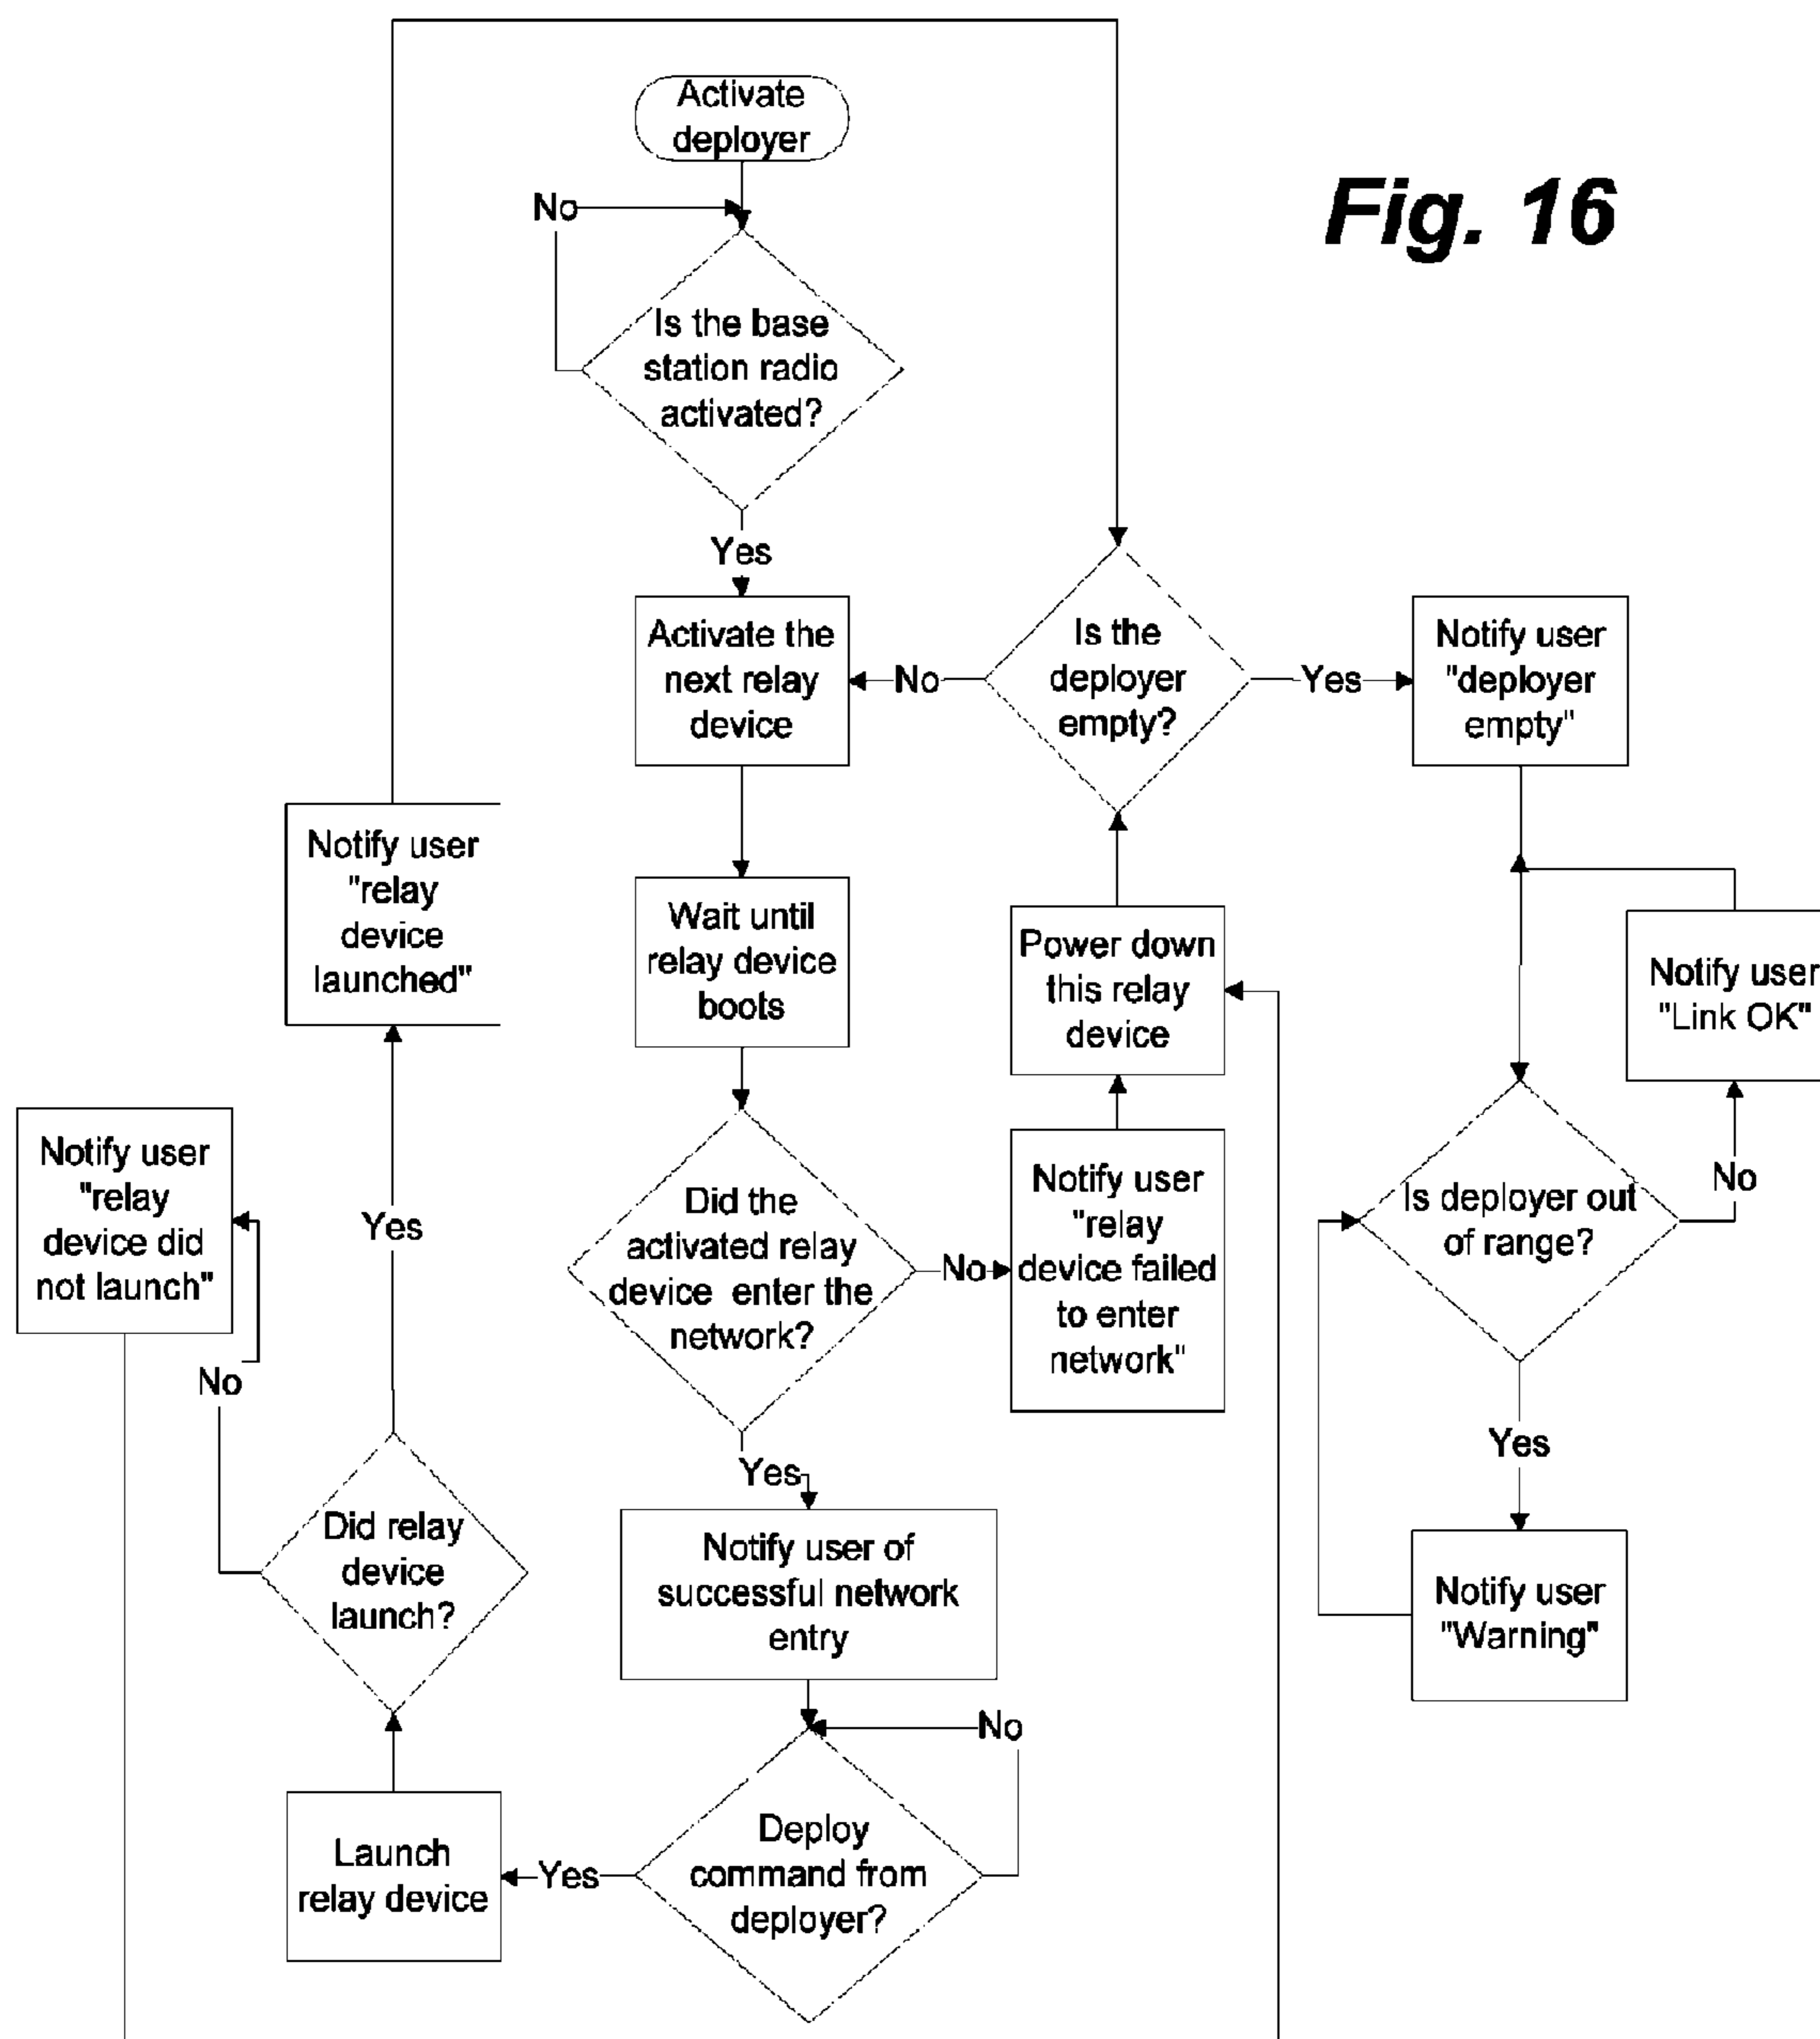 Activate
deployer
Fig. 16
No
Is the base
station radio
activated?
Yes
Activate the
next relay
device
No
Is the
deployer
empty?
Yes
Notify user
"deployer
empty"
Notify user
"relay
device
launched"
Wait until
relay device
boots
Power down
this relay
device
Notify user
"Link OK"
Notify user
"relay
device did
not launch"
Yes
Did the
activated relay
device enter the
network?
No
Notify user
"relay
device failed
to enter
network"
Is deployer out
of range?
No
No
Yes
Yes
Did relay
device
launch?
Notify user of
successful network
entry
Notify user
"Warning"
No
Launch
relay device
Yes
Deploy
command from
deployer?